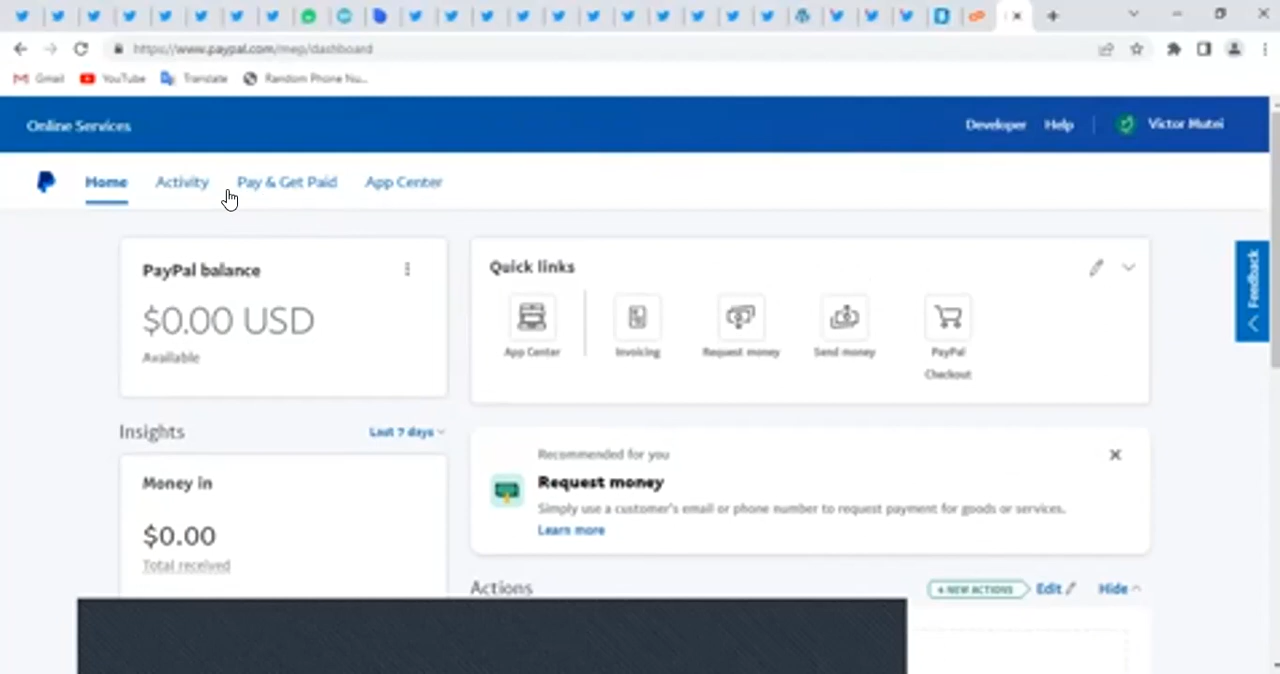 https://www.paypal.com/mep/dashboard
Gmail YouTube Translate Random Phone Nu...
Online Services Developer Help Victor Mutei
Home Activity Pay & Get Paid App Center
Feedback
PayPal balance
$0.00 USD
Available
Quick links
App Center Invoicing Request money Send money PayPal
Checkout
Insights Last 7 days
Money in
$0.00
Total received
Recommended for you
Request money
Simply use a customer's email or phone number to request payment for goods or services.
Learn more
Actions NEW ACTIONS Edit Hide